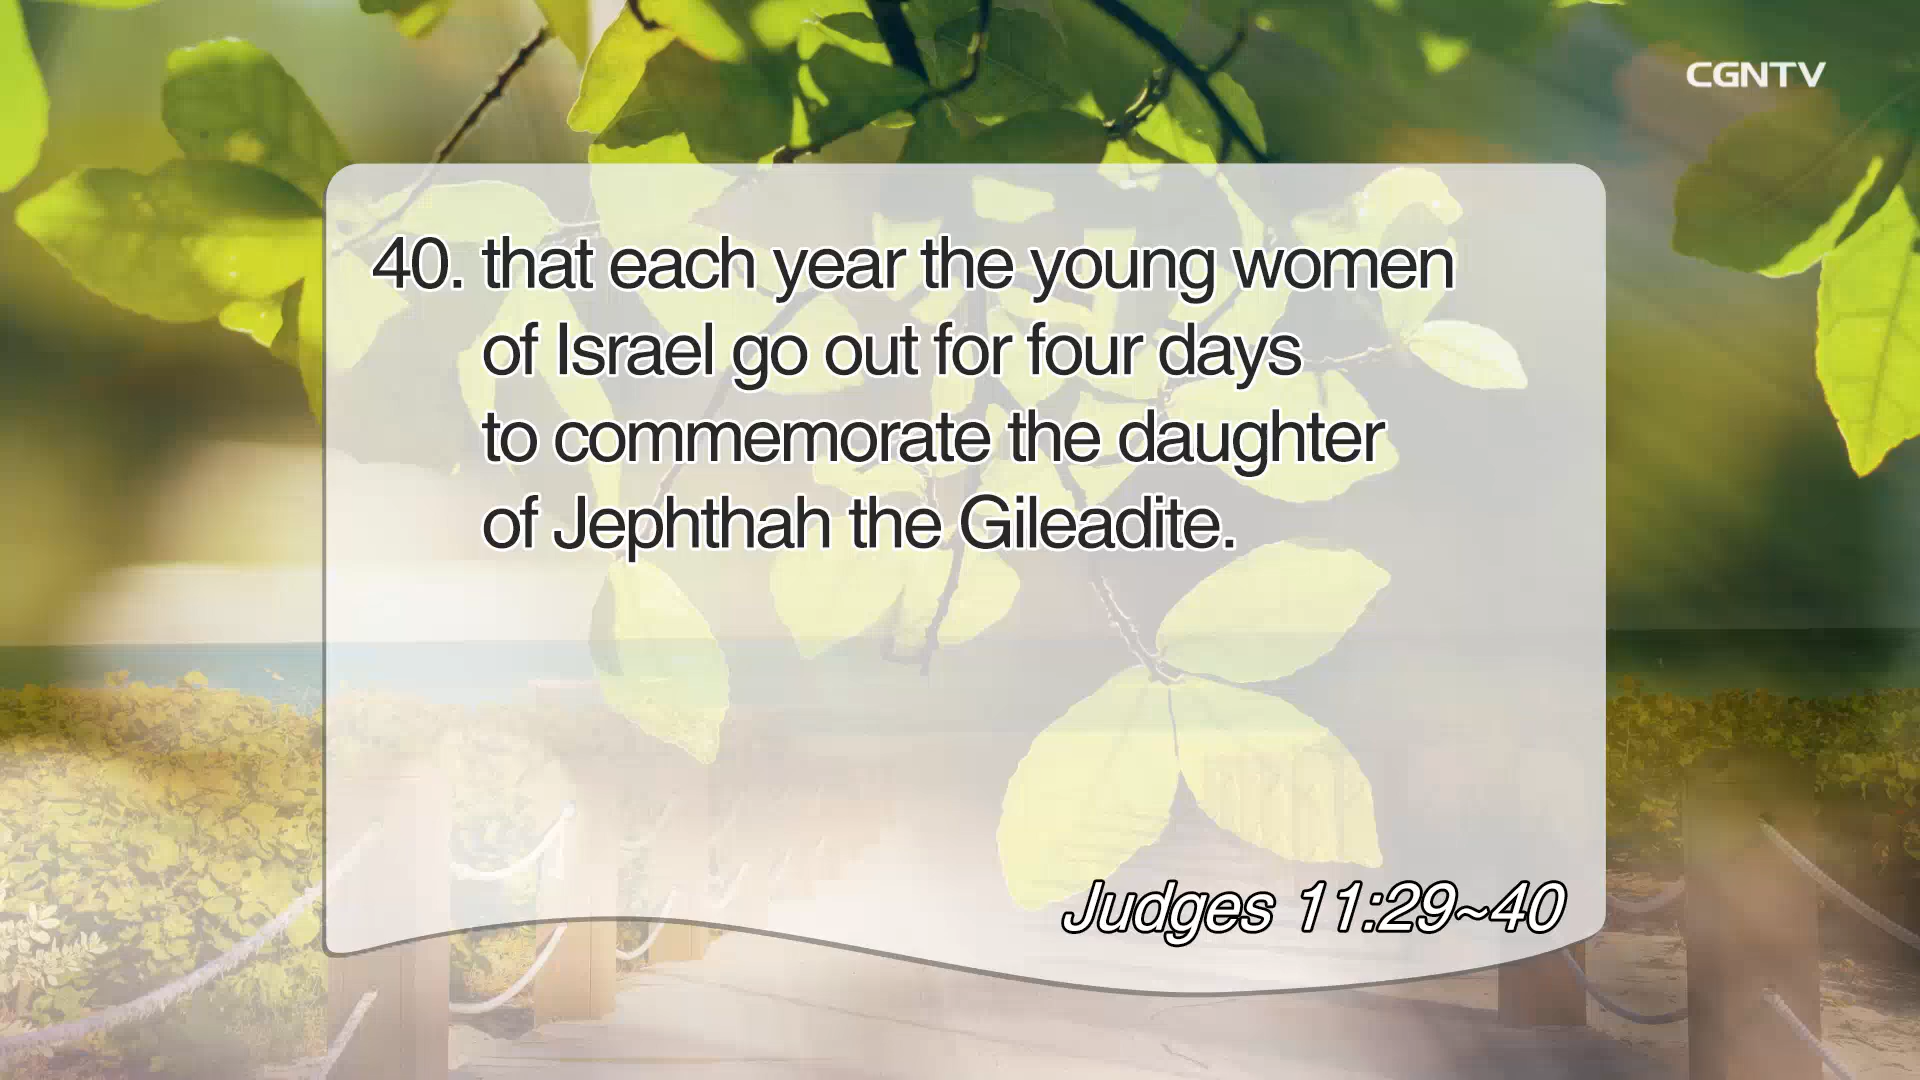 CGNTV
40. that each year the young women
of Israel go out for four days
to commemorate the daughter
of Jephthah the Gileadite.
Judges 11:29~40